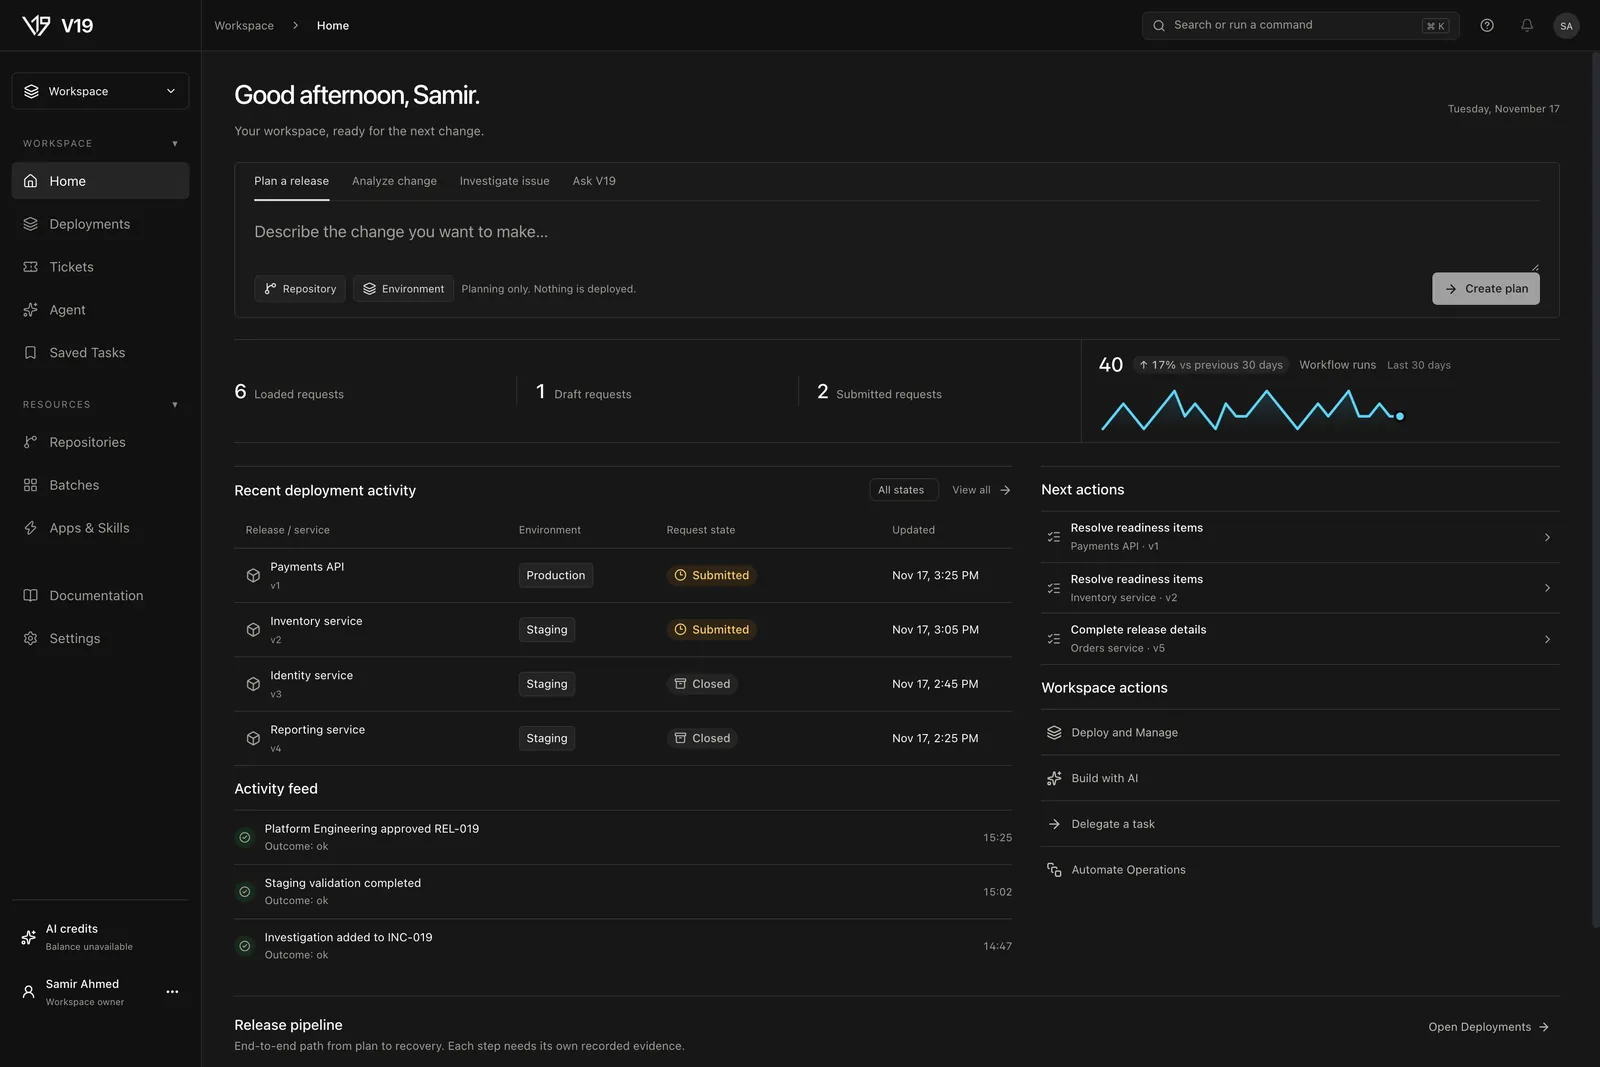 V19
Workspace
Home
Search or run a command
⌘ K
SA
Workspace
WORKSPACE
Home
Deployments
Tickets
Agent
Saved Tasks
RESOURCES
Repositories
Batches
Apps & Skills
Documentation
Settings
AI credits
Balance unavailable
Samir Ahmed
Workspace owner
Good afternoon, Samir.
Your workspace, ready for the next change.
Tuesday, November 17
Plan a release
Analyze change
Investigate issue
Ask V19
Describe the change you want to make...
Repository
Environment
Planning only. Nothing is deployed.
Create plan
6 Loaded requests
1 Draft requests
2 Submitted requests
40
↑ 17% vs previous 30 days
Workflow runs
Last 30 days
Recent deployment activity
All states
View all
Release / service
Environment
Request state
Updated
Payments API
v1
Production
Submitted
Nov 17, 3:25 PM
Inventory service
v2
Staging
Submitted
Nov 17, 3:05 PM
Identity service
v3
Staging
Closed
Nov 17, 2:45 PM
Reporting service
v4
Staging
Closed
Nov 17, 2:25 PM
Activity feed
Platform Engineering approved REL-019
Outcome: ok
15:25
Staging validation completed
Outcome: ok
15:02
Investigation added to INC-019
Outcome: ok
14:47
Next actions
Resolve readiness items
Payments API · v1
Resolve readiness items
Inventory service · v2
Complete release details
Orders service · v5
Workspace actions
Deploy and Manage
Build with AI
Delegate a task
Automate Operations
Release pipeline
End-to-end path from plan to recovery. Each step needs its own recorded evidence.
Open Deployments